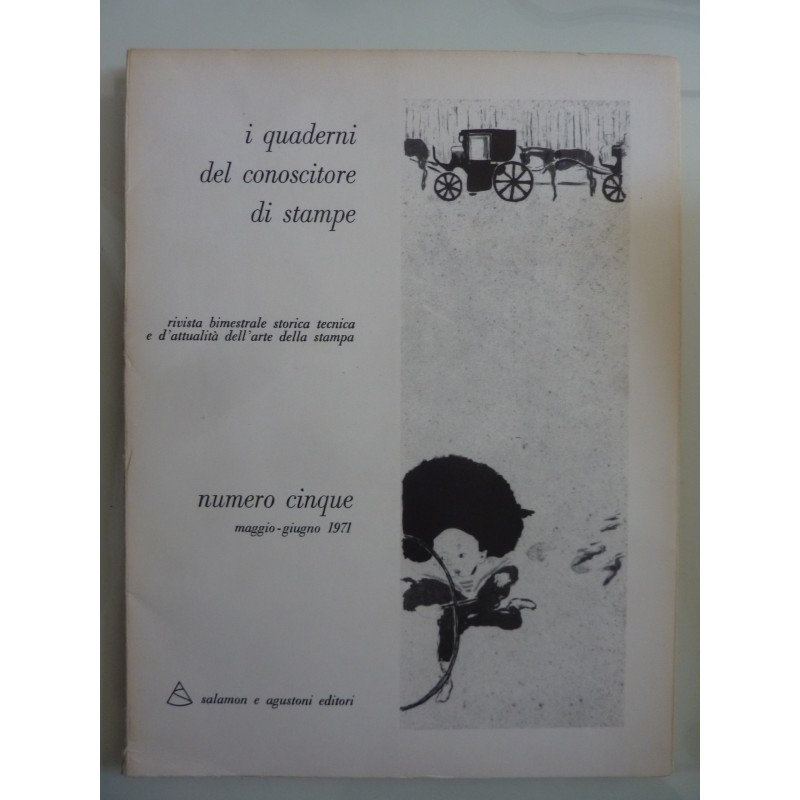 i quaderni
del conoscitore
di stampe
rivista bimestrale storica tecnica
e d'attualità dell'arte della stampa
numero cinque
maggio-giugno 1971
salamon e agustoni editori